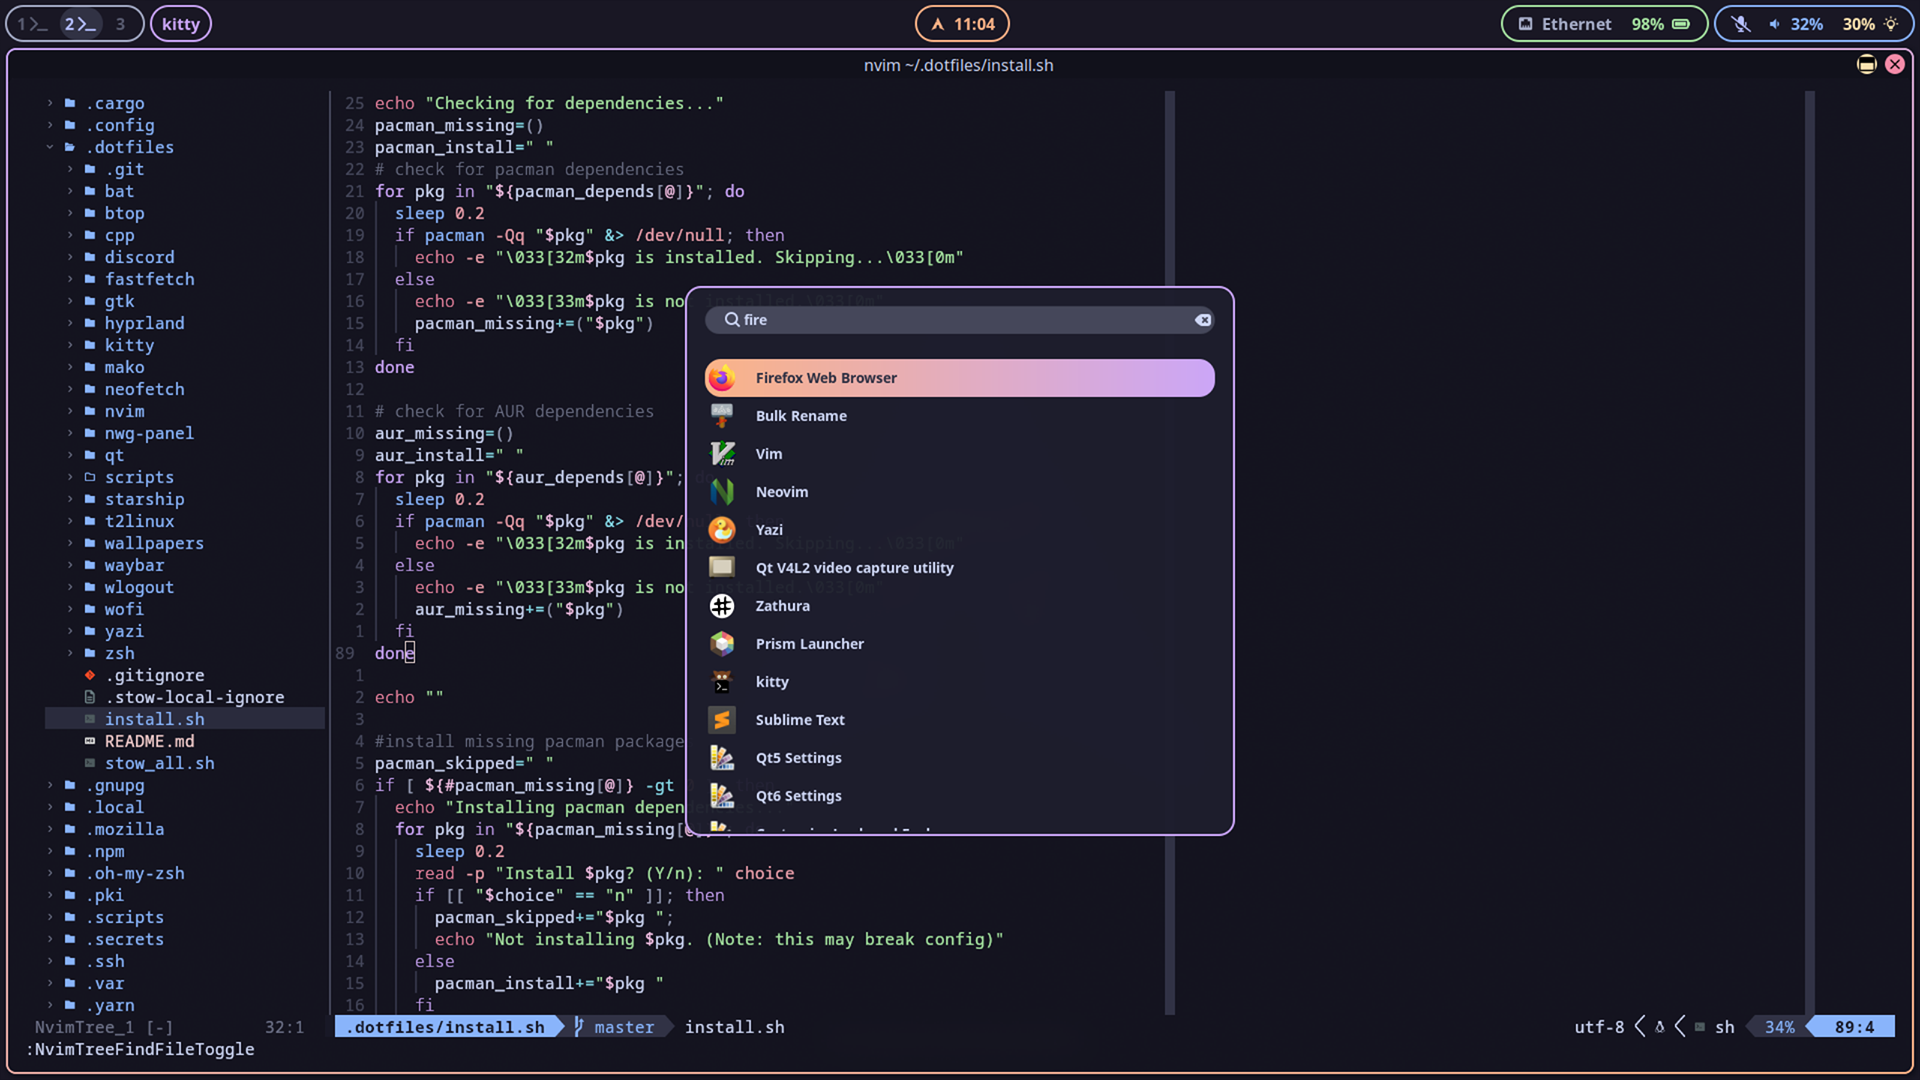 1 2 3 kitty 11:04 Ethernet 98% 32% 30%
nvim ~/.dotfiles/install.sh
.cargo
.config
.dotfiles
.git
bat
btop
cpp
discord
fastfetch
gtk
hyprland
kitty
mako
neofetch
nvim
nwg-panel
qt
scripts
starship
t2linux
wallpapers
waybar
wlogout
wofi
yazi
zsh
.gitignore
.stow-local-ignore
install.sh
README.md
stow_all.sh
.gnupg
.local
.mozilla
.npm
.oh-my-zsh
.pki
.scripts
.secrets
.ssh
.var
.yarn
NvimTree_1 [-] 32:1
25 echo "Checking for dependencies..."
24 pacman_missing=()
23 pacman_install=" "
22 # check for pacman dependencies
21 for pkg in "${pacman_depends[@]}"; do
20 sleep 0.2
19 if pacman -Qq "$pkg" &> /dev/null; then
18 echo -e "\033[32m$pkg is installed. Skipping...\033[0m"
17 else
16 echo -e "\033[33m$pkg is not installed.\033[0m"
15 pacman_missing+=("$pkg")
14 fi
13 done
12
11 # check for AUR dependencies
10 aur_missing=()
9 aur_install=" "
8 for pkg in "${aur_depends[@]}"; do
7 sleep 0.2
6 if pacman -Qq "$pkg" &> /dev/
5 echo -e "\033[32m$pkg is installed. Skipping...\033[0m"
4 else
3 echo -e "\033[33m$pkg is not installed \033[0m"
2 aur_missing+=("$pkg")
1 fi
89 done
1
2 echo ""
3
4 #install missing pacman package
5 pacman_skipped=" "
6 if [ ${#pacman_missing[@]} -gt
7 echo "Installing pacman depen
8 for pkg in "${pacman_missing[@
9 sleep 0.2
10 read -p "Install $pkg? (Y/n): " choice
11 if [[ "$choice" == "n" ]]; then
12 pacman_skipped+="$pkg ";
13 echo "Not installing $pkg. (Note: this may break config)"
14 else
15 pacman_install+="$pkg "
16 fi
fire
Firefox Web Browser
Bulk Rename
Vim
Neovim
Yazi
Qt V4L2 video capture utility
Zathura
Prism Launcher
kitty
Sublime Text
Qt5 Settings
Qt6 Settings
.dotfiles/install.sh master install.sh utf-8 sh 34% 89:4
:NvimTreeFindFileToggle